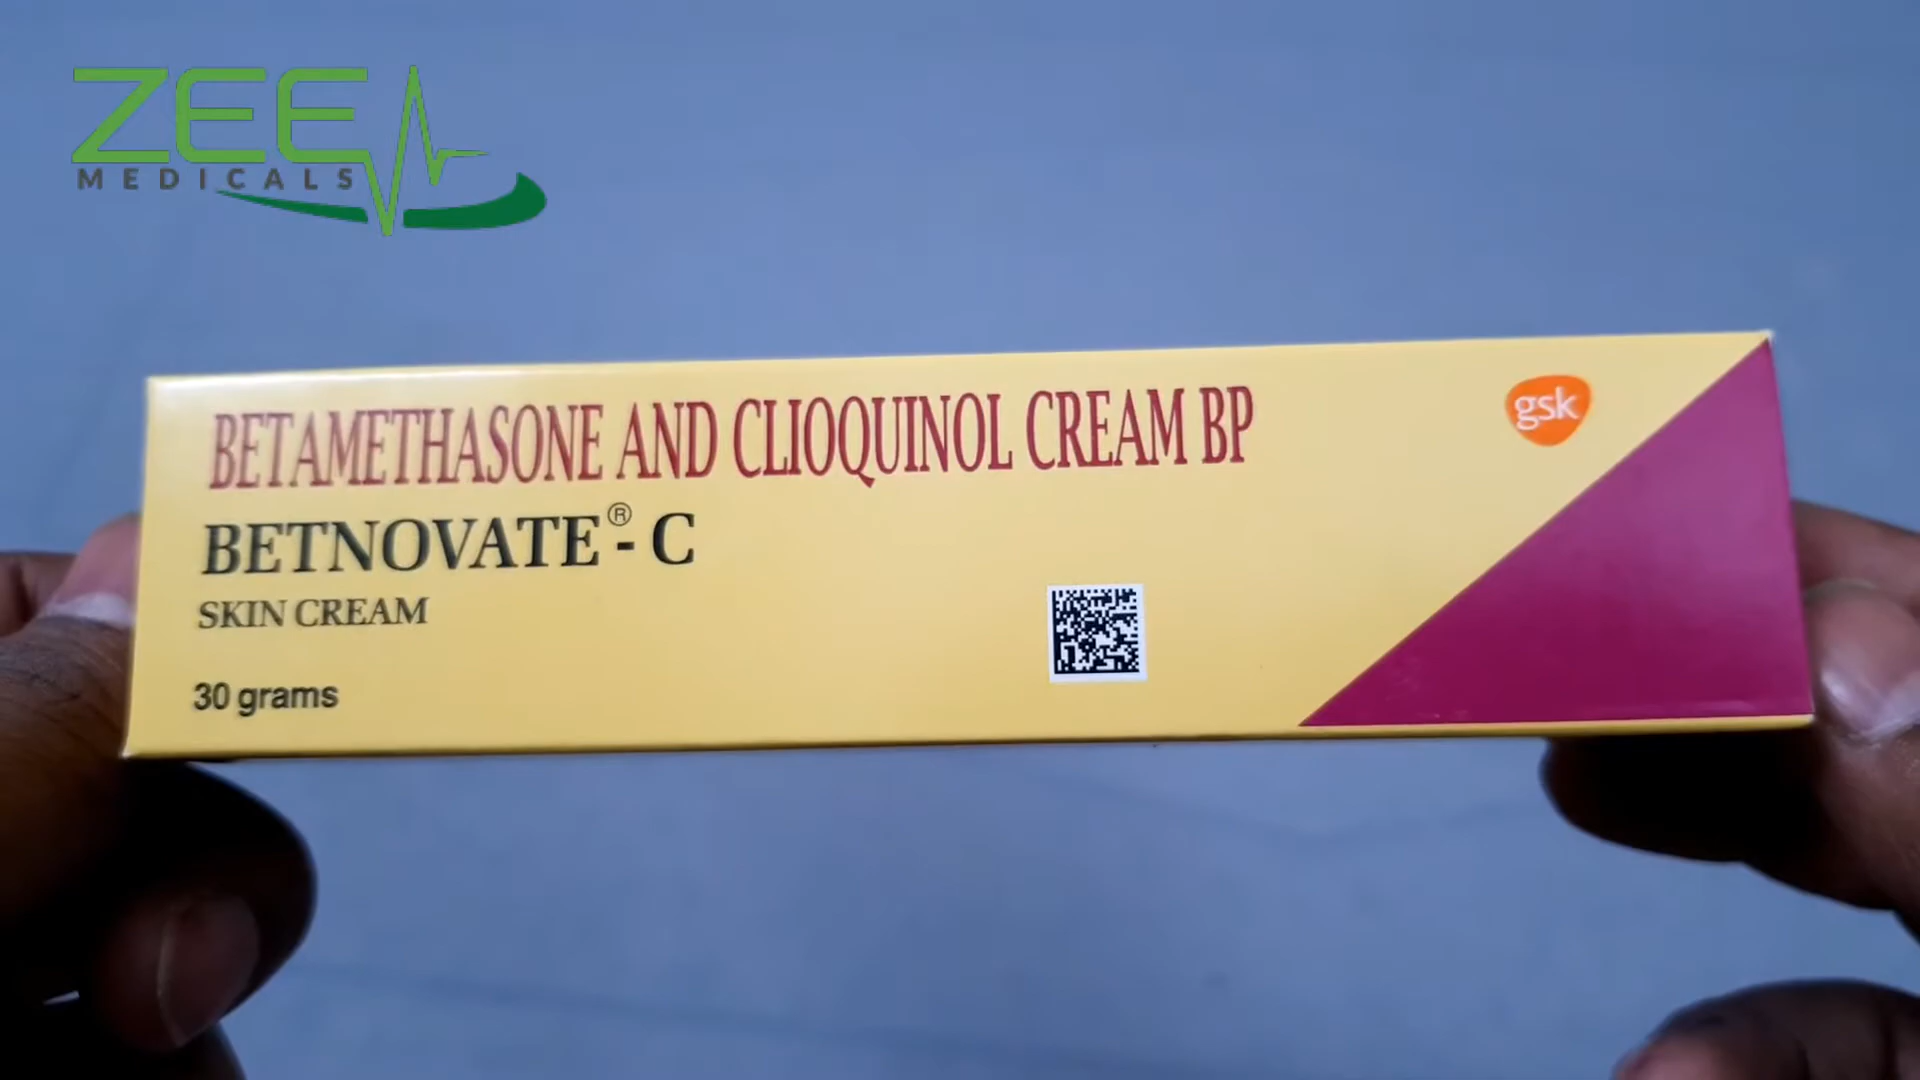 ZEE
MEDICALS
BETAMETHASONE AND CLIOQUINOL CREAM BP
gsk
BETNOVATE® - C
SKIN CREAM
30 grams